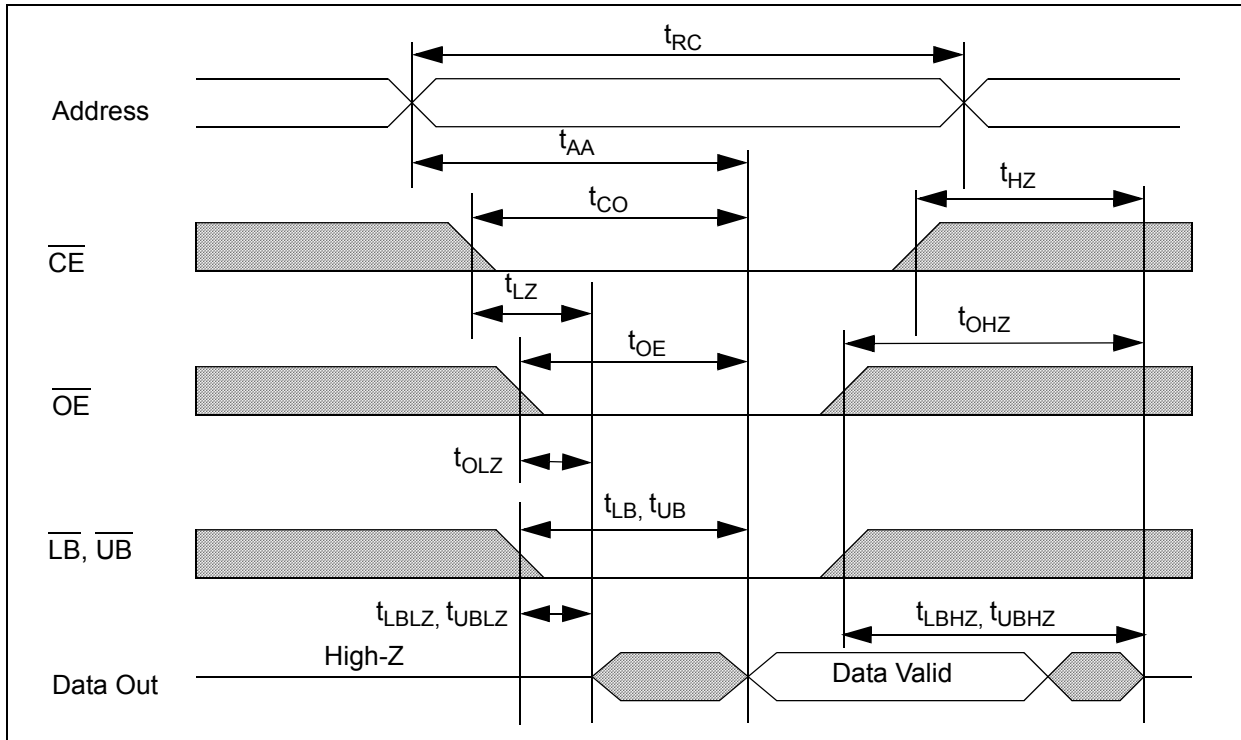 tRC
Address
tAA
tHZ
tCO
CE
tLZ
tOHZ
tOE
OE
tOLZ
tLB, tUB
LB, UB
tLBLZ, tUBLZ
tLBHZ, tUBHZ
High-Z
Data Valid
Data Out